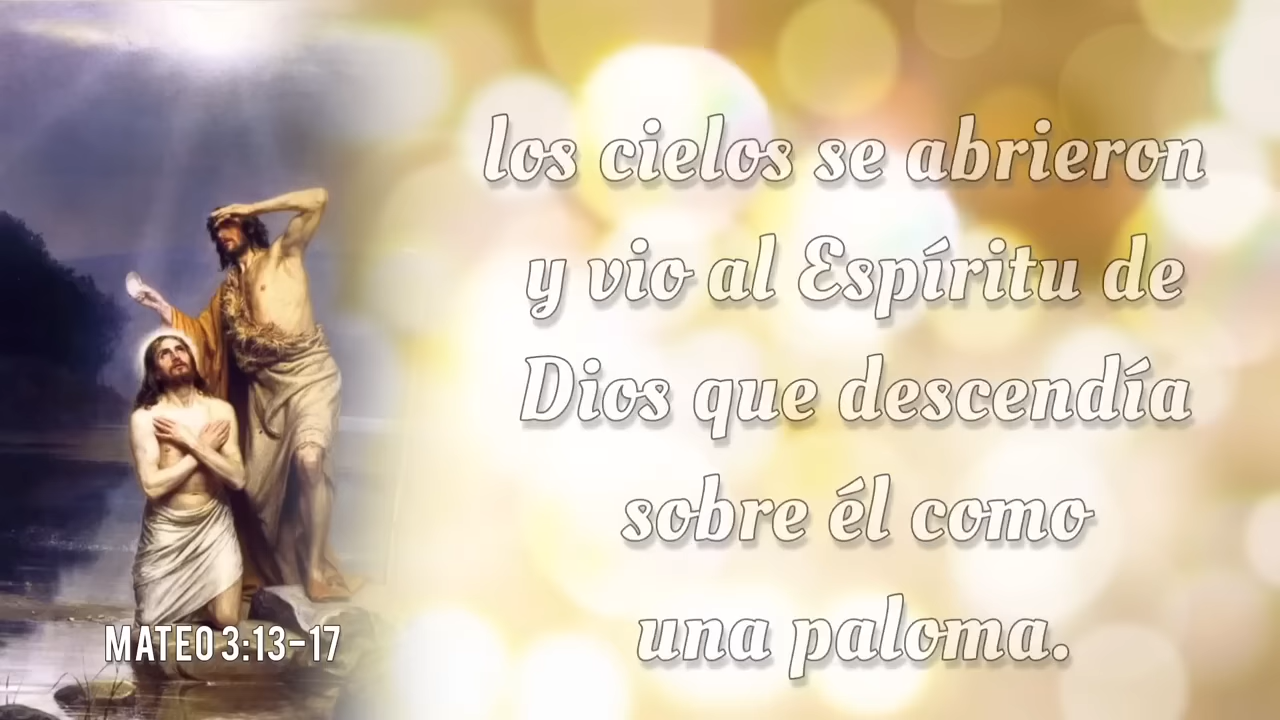 los cielos se abrieron
y vio al Espíritu de
Dios que descendía
sobre él como
una paloma.
MATEO 3:13-17